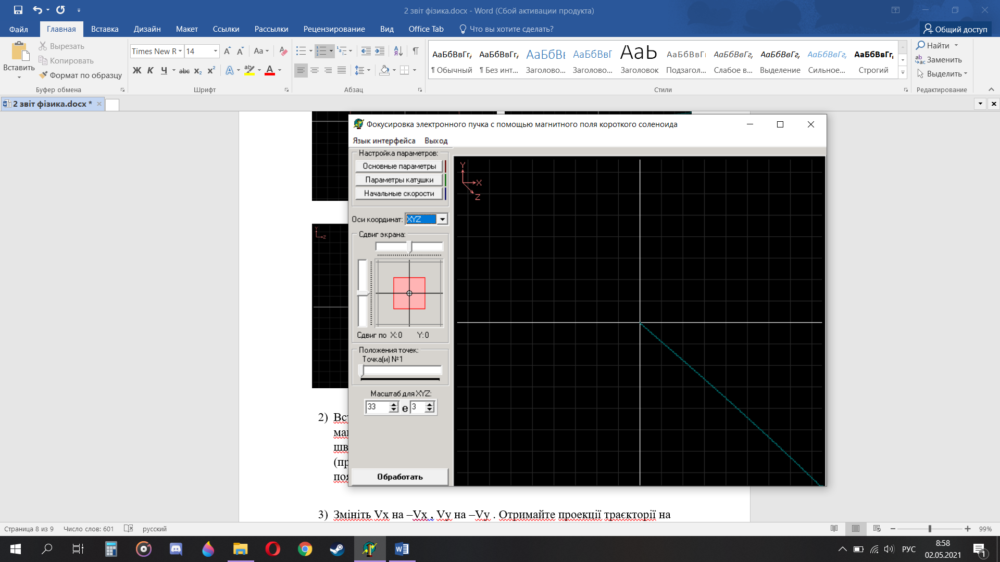 2 звіт фізика.docx - Word (Сбой активации продукта)
Файл Главная Вставка Дизайн Макет Ссылки Рассылки Рецензирование Вид Office Tab Что вы хотите сделать? Общий доступ
Вставить
Вырезать
Копировать
Формат по образцу
Буфер обмена
Times New R 14
Aa
Ж К Ч abc x₂ x²
Шрифт
Абзац
АаБбВвГг, АаБбВвГг, АаБбВ АаБбВвГ АаЬ АаБбВвГ АаБбВвГг, АаБбВвГг, АаБбВвГг, АаБбВвГг,
¶ Обычный ¶ Без инт... Заголово... Заголово... Заголовок Подзагол... Слабое в... Выделение Сильное... Строгий
Стили
Найти
Заменить
Выделить
Редактирование
2 звіт фізика.docx *
Фокусировка электронного пучка с помощью магнитного поля короткого соленоида
Язык интерфейса Выход
Настройка параметров:
Основные параметры
Параметры катушки
Начальные скорости
Оси координат: XYZ
Сдвиг экрана:
Сдвиг по X:0 Y:0
Положения точек:
Точка(и) №1
Масштаб для XYZ:
33 e 3
Обработать
Y
X
Z
Y
Z
2)
(пр
3) Змініть Vx на –Vx , Vy на –Vy . Отримайте проекції траєкторії на
Страница 8 из 9 Число слов: 601 русский 99%
РУС 8:58
02.05.2021
1